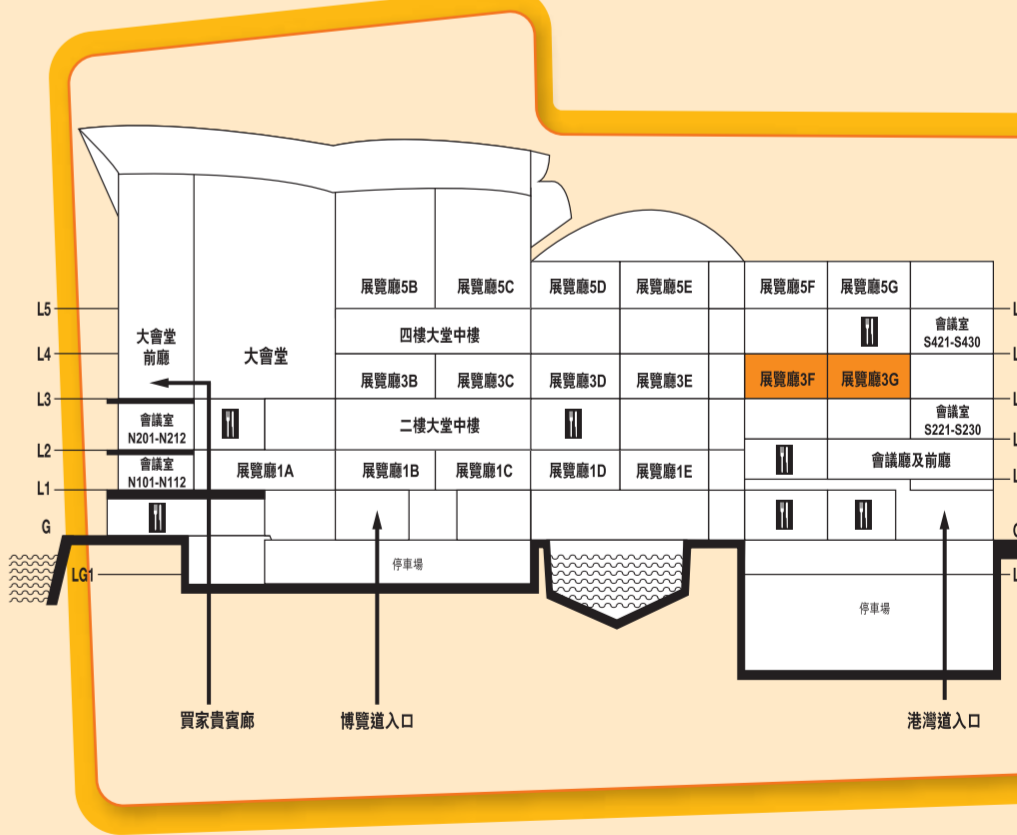 展覽廳5B
展覽廳5C
展覽廳5D
展覽廳5E
展覽廳5F
展覽廳5G
L5
L
大會堂
前廳
大會堂
四樓大堂中樓
會議室
S421-S430
L4
L
展覽廳3B
展覽廳3C
展覽廳3D
展覽廳3E
展覽廳3F
展覽廳3G
L3
L
會議室
N201-N212
二樓大堂中樓
會議室
S221-S230
L2
L
會議室
N101-N112
展覽廳1A
展覽廳1B
展覽廳1C
展覽廳1D
展覽廳1E
會議廳及前廳
L1
L
G
停車場
LG1
L
停車場
買家貴賓廊
博覽道入口
港灣道入口